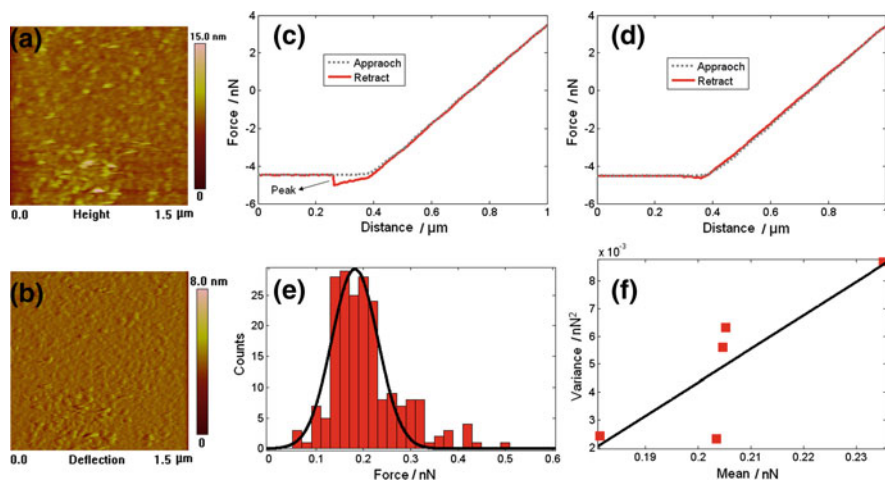 (a)
15.0 nm
0
0.0 Height 1.5 μm
(b)
8.0 nm
0
0.0 Deflection 1.5 μm
(c)
4
2
0
-2
-4
-6
Force / nN
Appraoch
Retract
Peak
0 0.2 0.4 0.6 0.8 1
Distance / μm
(d)
4
2
0
-2
-4
-6
Force / nN
Appraoch
Retract
0 0.2 0.4 0.6 0.8 1
Distance / μm
(e)
25
20
15
10
5
0
Counts
0 0.1 0.2 0.3 0.4 0.5 0.6
Force / nN
(f)
x 10-3
8
7
6
5
4
3
2
Variance / nN2
0.19 0.20 0.21 0.22 0.23
Mean / nN